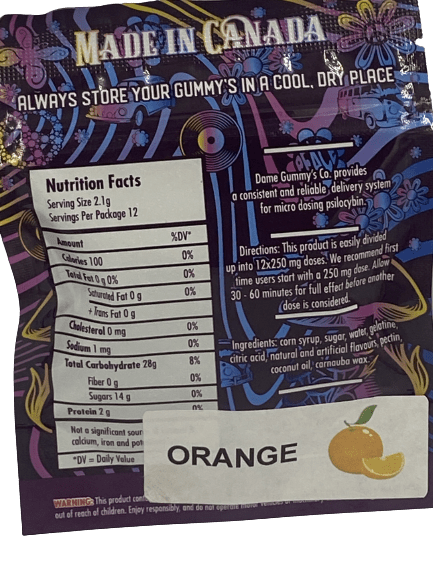 MADE IN CANADA
ALWAYS STORE YOUR GUMMY'S IN A COOL, DRY PLACE
Nutrition Facts
Serving Size 2.1g
Servings Per Package 12
Amount %DV*
Calories 100 0%
Total Fat 0 g 0% 0%
Saturated Fat 0 g 0%
+ Trans Fat 0 g
Cholesterol 0 mg 0%
Sodium 1 mg 0%
Total Carbohydrate 28g 8%
Fiber 0 g 0%
Sugars 14 g 0%
Protein 2 g 0%
Not a significant sour
calcium, iron and pot
*DV = Daily Value
Dame Gummy's Co. provides
a consistent and reliable delivery system
for micro dosing psilocybin.
Directions: This product is easily divided
up into 12x250 mg doses. We recommend first
time users start with a 250 mg dose. Allow
30 - 60 minutes for full effect before another
dose is considered.
Ingredients: corn syrup, sugar, water, gelatine,
citric acid, natural and artificial flavours, pectin,
coconut oil, carnauba wax.
ORANGE
WARNING: This product con
out of reach of children. Enjoy responsibly, and do not operate motor vehicles or